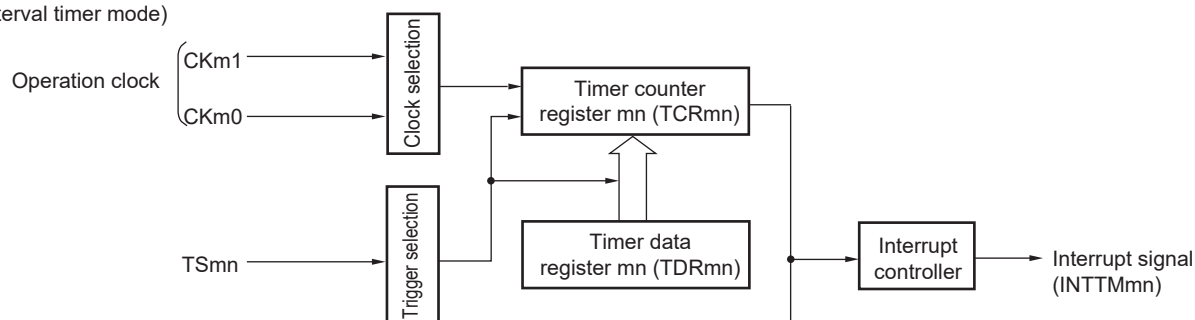 interval timer mode)
Operation clock
CKm1
CKm0
Clock selection
Timer counter
register mn (TCRmn)
TSmn
Trigger selection
Timer data
register mn (TDRmn)
Interrupt
controller
Interrupt signal
(INTTMmn)